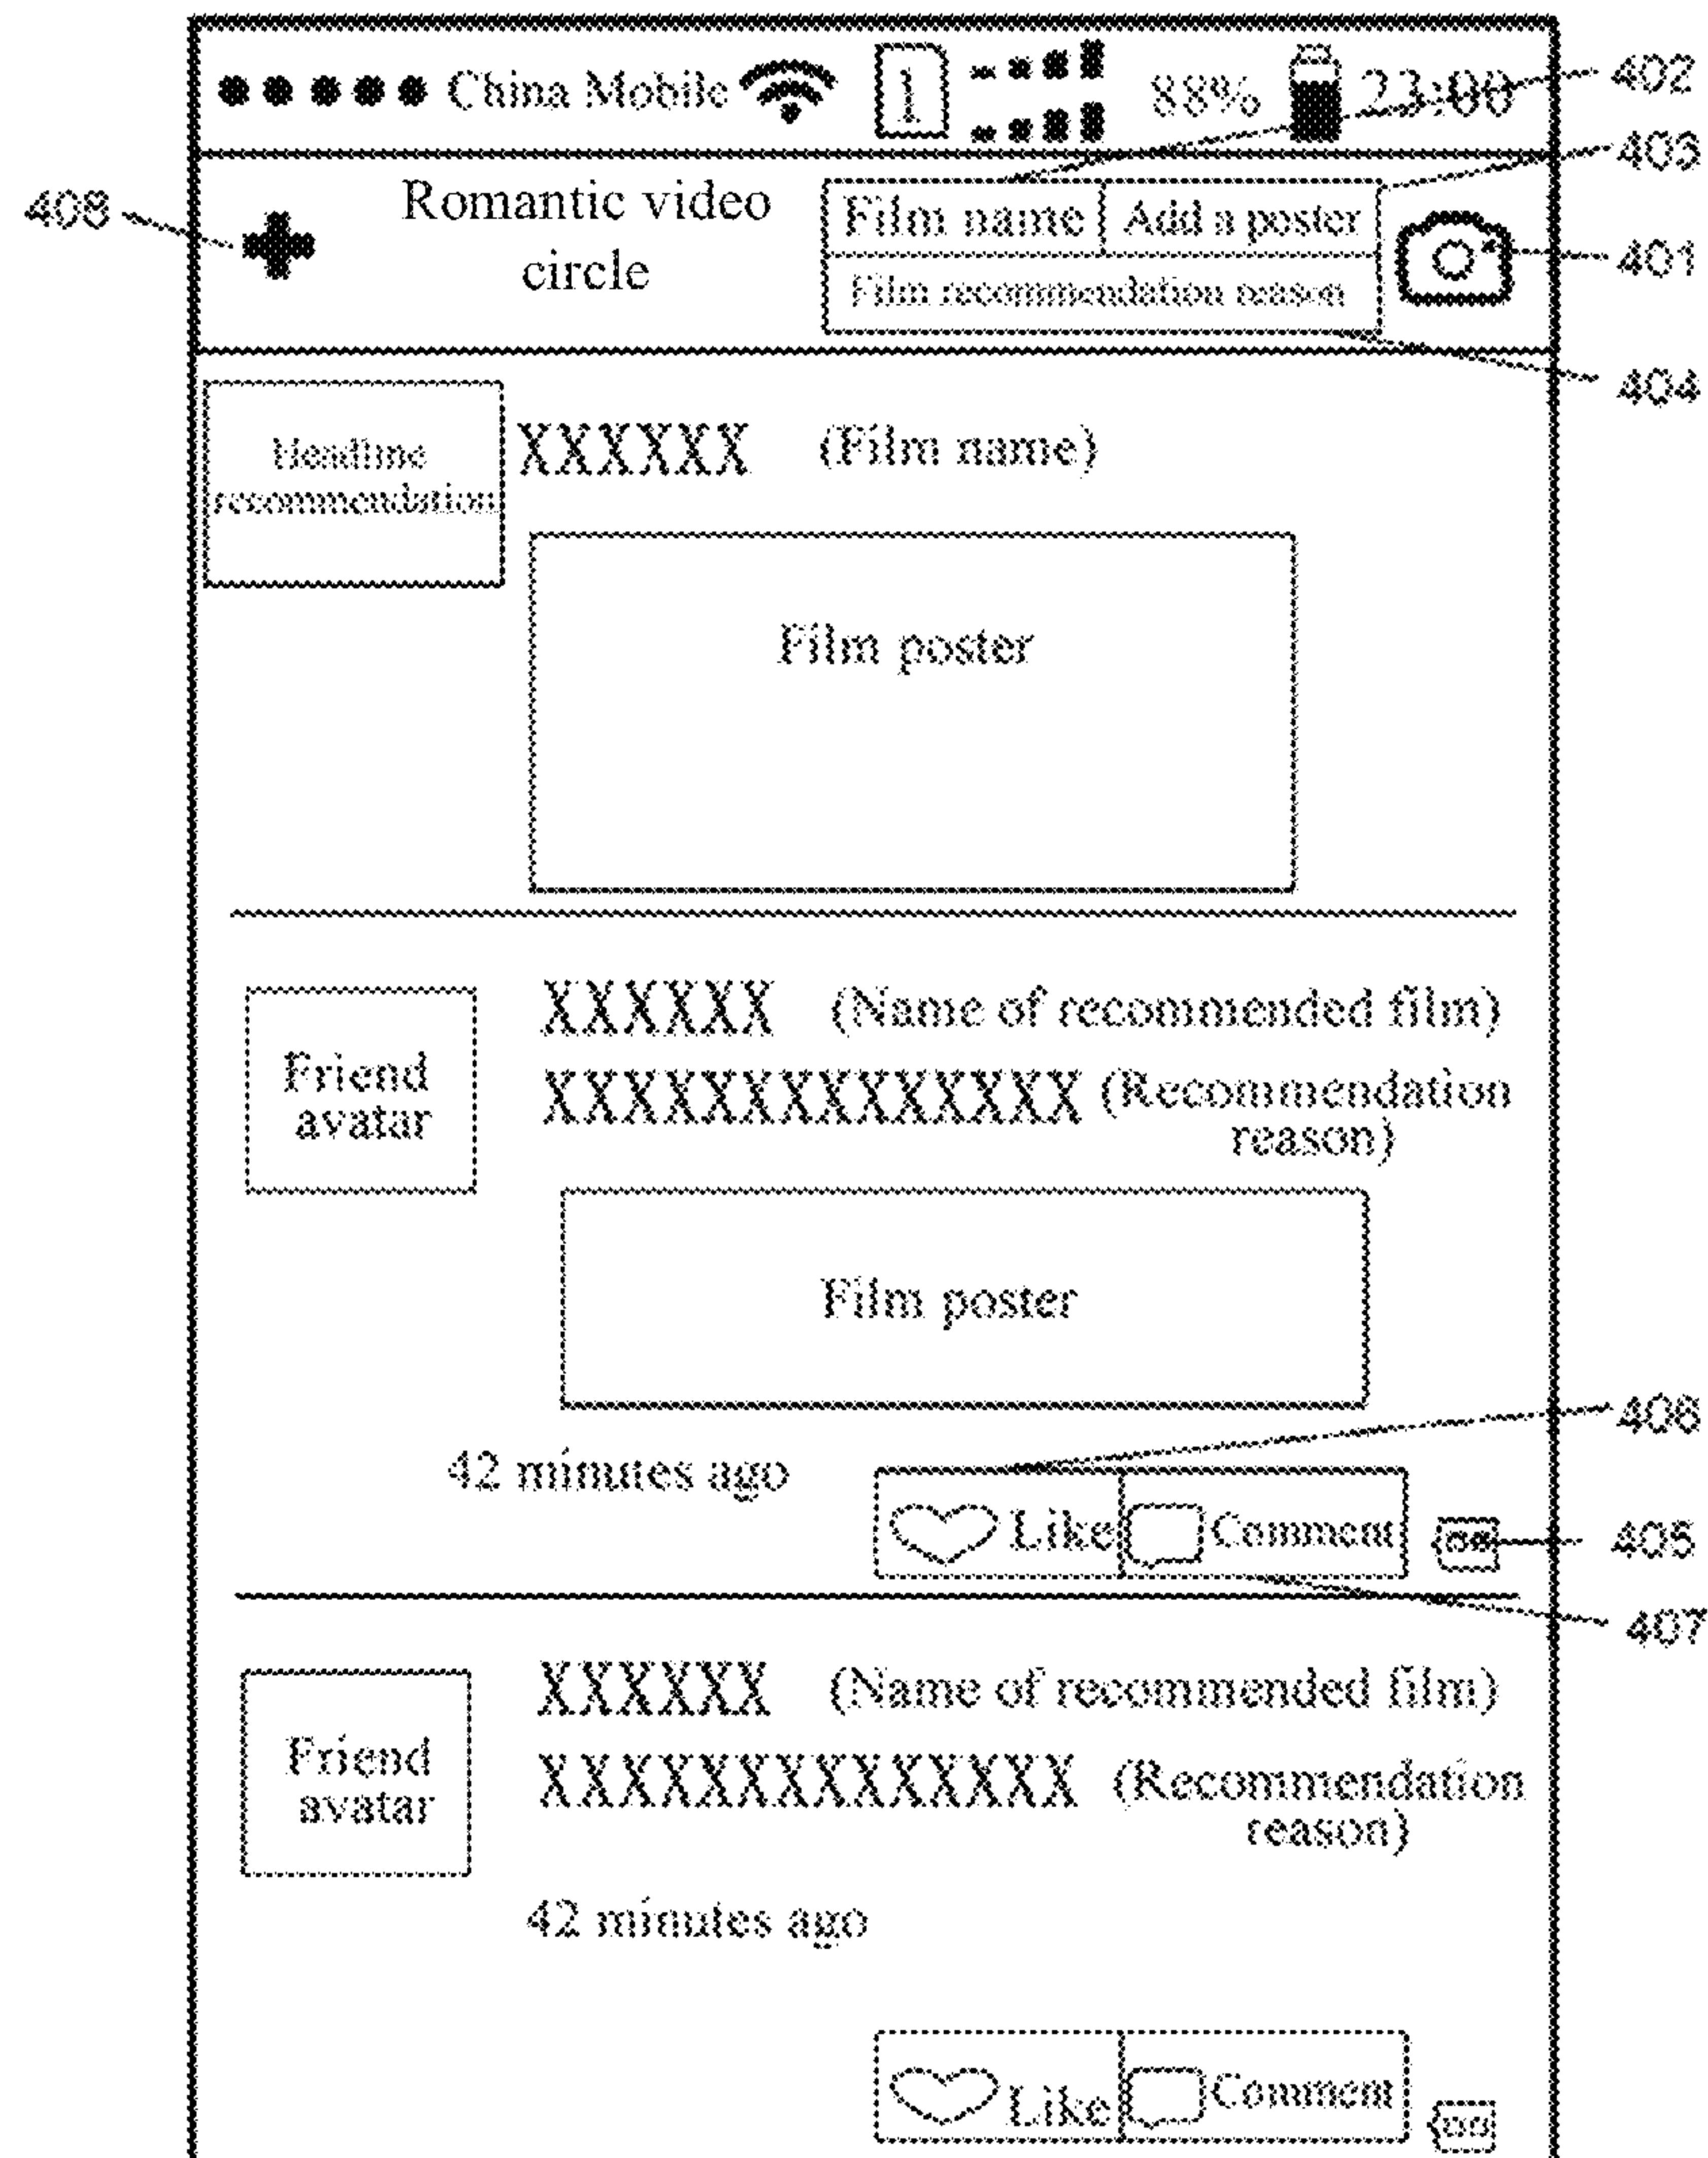 China Mobile 1 88% 23:00
402
403
408
Romantic video
circle
Film name Add a poster
Film recommendation reason
401
404
Headline
recommendation
XXXXXX (Film name)
Film poster
Friend
avatar
XXXXXX (Name of recommended film)
XXXXXXXXXXXXXX (Recommendation
reason)
Film poster
406
42 minutes ago
Like Comment
405
407
Friend
avatar
XXXXXX (Name of recommended film)
XXXXXXXXXXXXXX (Recommendation
reason)
42 minutes ago
Like Comment